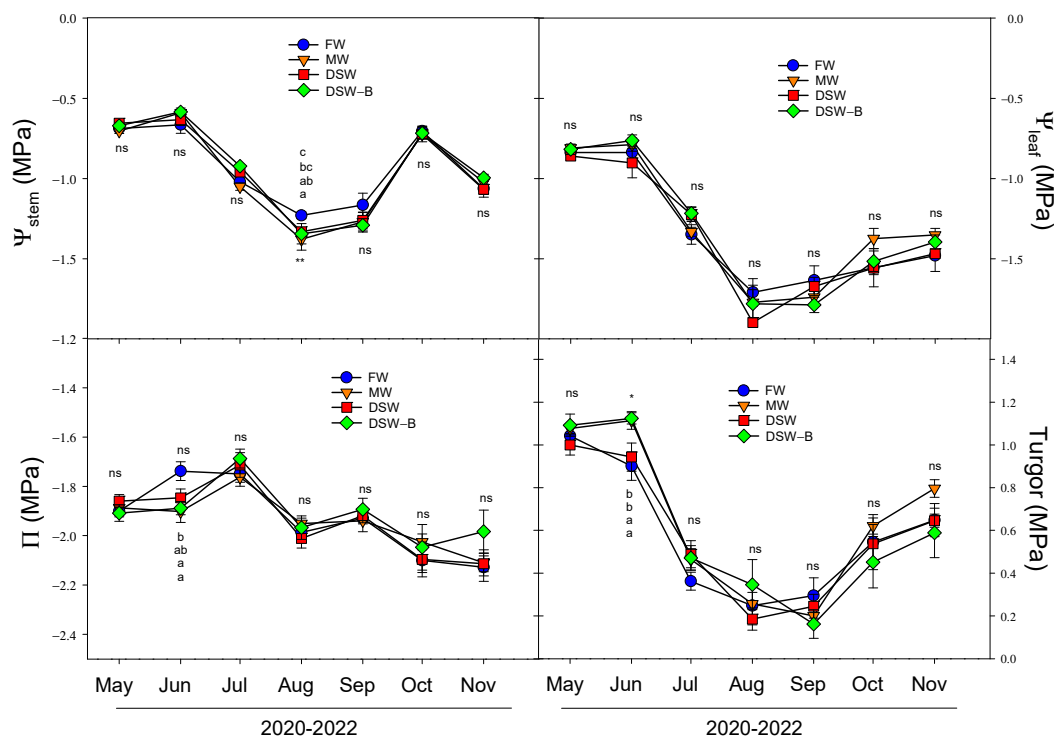 0.0
−0.5
−1.0
−1.5
−1.2
Ψstem (MPa)
FW
MW
DSW
DSW−B
ns
ns
ns
c
bc
ab
a
**
ns
ns
ns
0.0
−0.5
−1.0
−1.5
Ψleaf (MPa)
FW
MW
DSW
DSW−B
ns
ns
ns
ns
ns
ns
ns
−1.4
−1.6
−1.8
−2.0
−2.2
−2.4
Π (MPa)
FW
MW
DSW
DSW−B
ns
ns
b
ab
a
a
ns
ns
ns
ns
ns
May Jun Jul Aug Sep Oct Nov
2020-2022
1.4
1.2
1.0
0.8
0.6
0.4
0.2
0.0
Turgor (MPa)
FW
MW
DSW
DSW−B
ns
*
b
b
a
a
ns
ns
ns
ns
ns
May Jun Jul Aug Sep Oct Nov
2020-2022